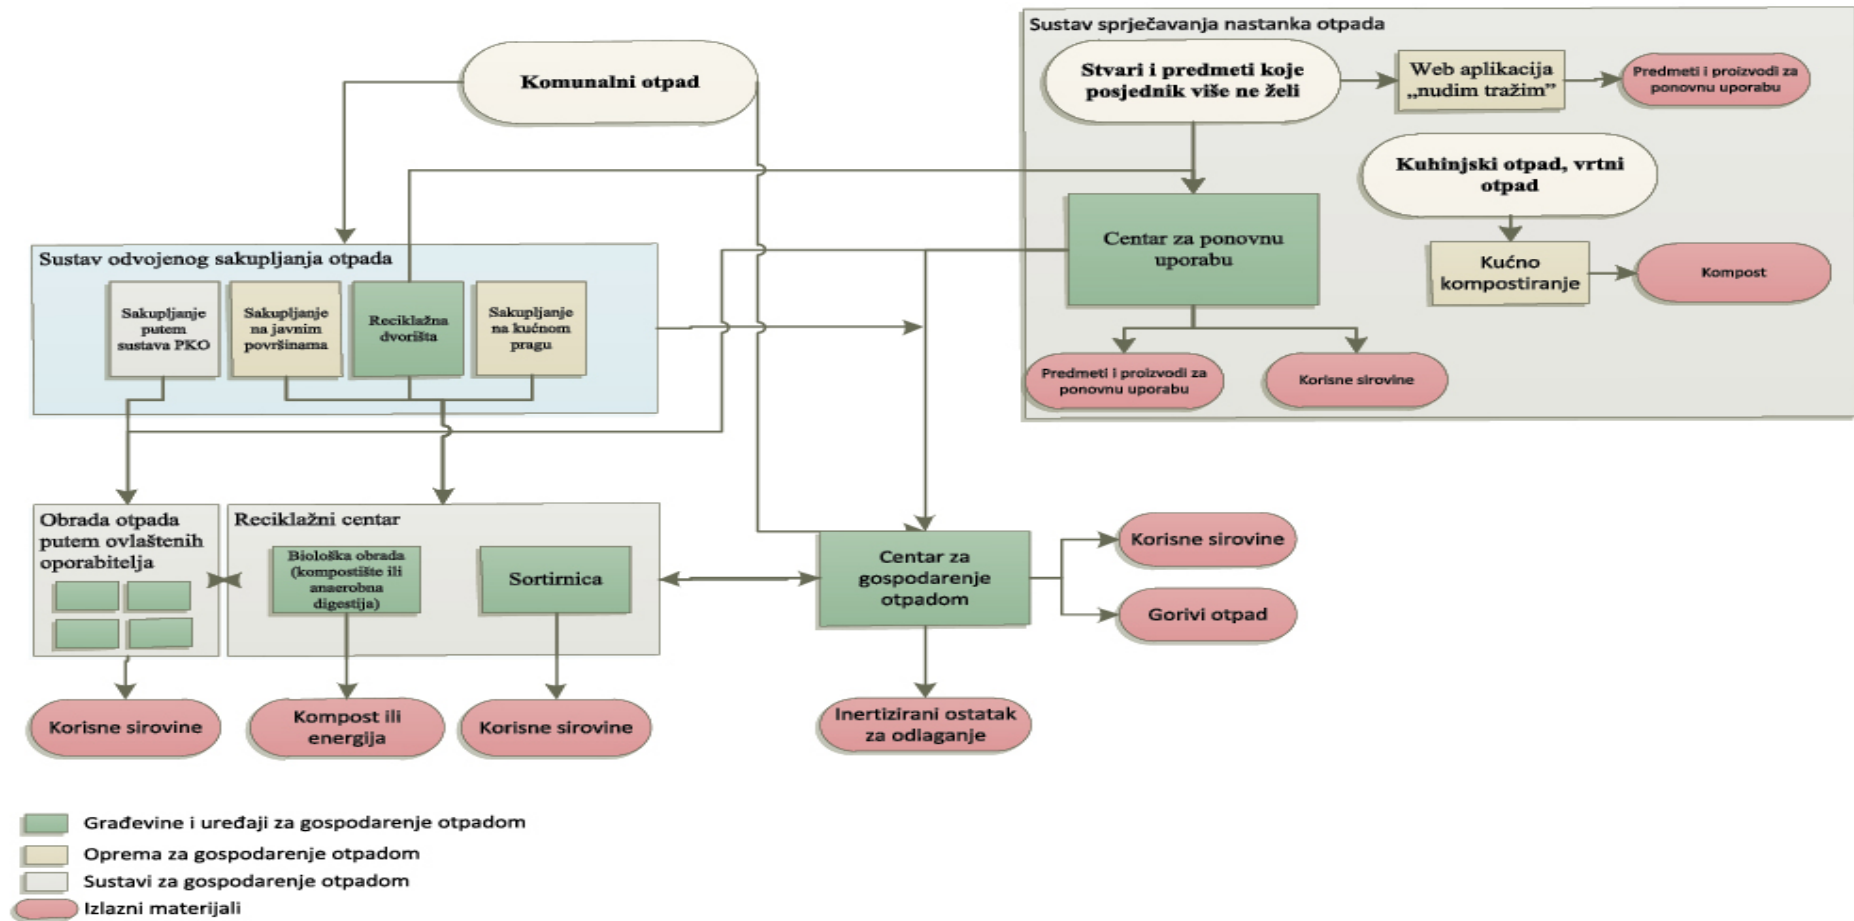 Sustav sprječavanja nastanka otpada
Komunalni otpad
Stvari i predmeti koje
posjednik više ne želi
Web aplikacija
„nudim tražim”
Predmeti i proizvodi za
ponovnu uporabu
Kuhinjski otpad, vrtni
otpad
Centar za ponovnu
uporabu
Kućno
kompostiranje
Kompost
Predmeti i proizvodi za
ponovnu uporabu
Korisne sirovine
Sustav odvojenog sakupljanja otpada
Sakupljanje
putem
sustava PKO
Sakupljanje
na javnim
površinama
Reciklažna
dvorišta
Sakupljanje
na kućnom
pragu
Obrada otpada
putem ovlaštenih
oporabitelja
Reciklažni centar
Biološka obrada
(kompostište ili
anaerobna
digestija)
Sortirnica
Centar za
gospodarenje
otpadom
Korisne sirovine
Gorivi otpad
Korisne sirovine
Kompost ili
energija
Korisne sirovine
Inertizirani ostatak
za odlaganje
Građevine i uređaji za gospodarenje otpadom
Oprema za gospodarenje otpadom
Sustavi za gospodarenje otpadom
Izlazni materijali